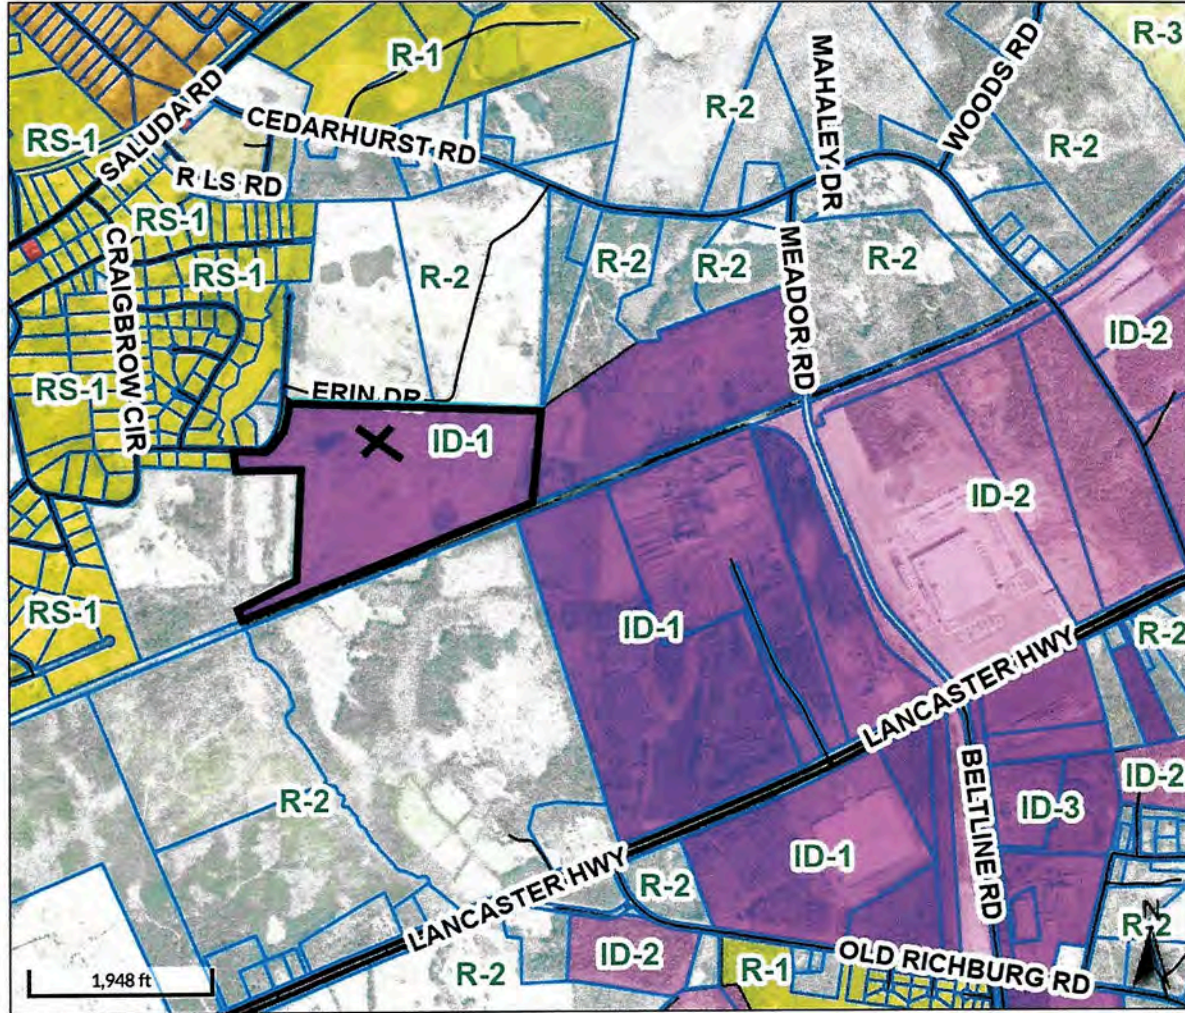 R-3
R-1
WOODS RD
MAHALEY DR
SALUDA RD
R-2
CEDARHURST RD
RS-1
R-2
R LS RD
RS-1
CRAIGBROW CIR
RS-1
R-2
R-2
R-2
MEADOR RD
R-2
ID-2
RS-1
ERIN DR
ID-1
ID-2
RS-1
ID-1
R-2
LANCASTER HWY
BELTLINE RD
ID-2
R-2
ID-3
ID-1
LANCASTER HWY
R-2
N
R-2
OLD RICHBURG RD
ID-2
R-1
R-2
1,948 ft